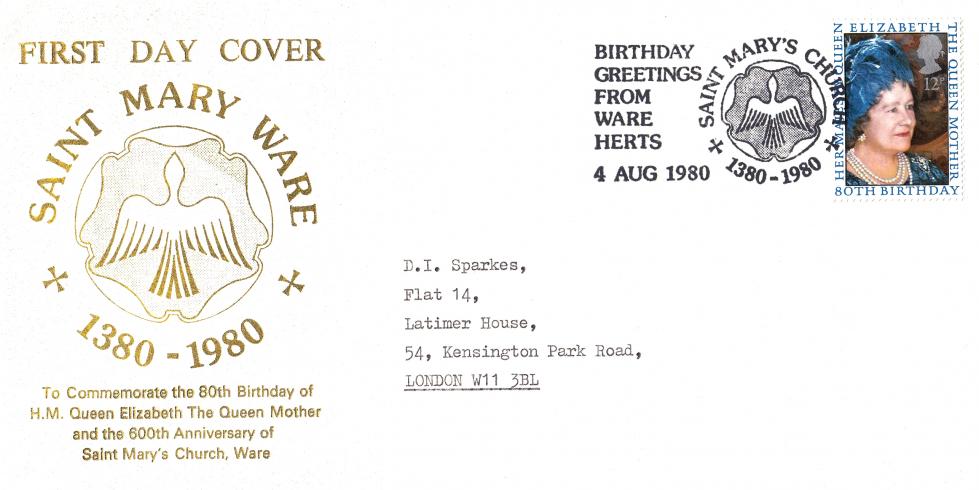 FIRST DAY COVER
SAINT MARY WARE
1380 - 1980
To Commemorate the 80th Birthday of
H.M. Queen Elizabeth The Queen Mother
and the 600th Anniversary of
Saint Mary's Church, Ware
BIRTHDAY
GREETINGS
FROM
WARE
HERTS
4 AUG 1980
SAINT MARY'S CHURCH
1380-1980
HER MAJESTY QUEEN
ELIZABETH
THE QUEEN MOTHER
12P
80TH BIRTHDAY
D.I. Sparkes,
Flat 14,
Latimer House,
54, Kensington Park Road,
LONDON W11 3BL